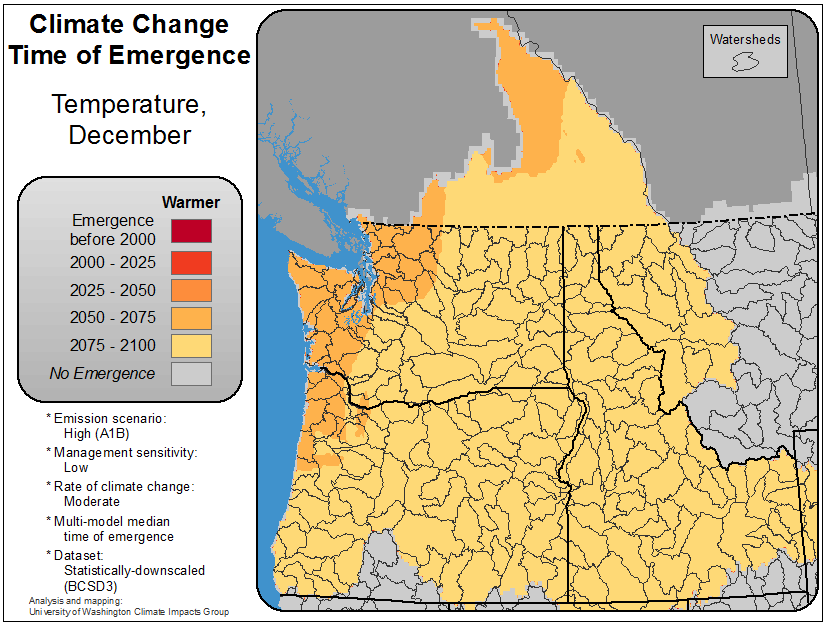 Climate Change
Time of Emergence
Temperature,
December
Warmer
Emergence
before 2000
2000 - 2025
2025 - 2050
2050 - 2075
2075 - 2100
No Emergence
* Emission scenario:
High (A1B)
* Management sensitivity:
Low
* Rate of climate change:
Moderate
* Multi-model median
time of emergence
* Dataset:
Statistically-downscaled
(BCSD3)
Analysis and mapping:
University of Washington Climate Impacts Group
Watersheds